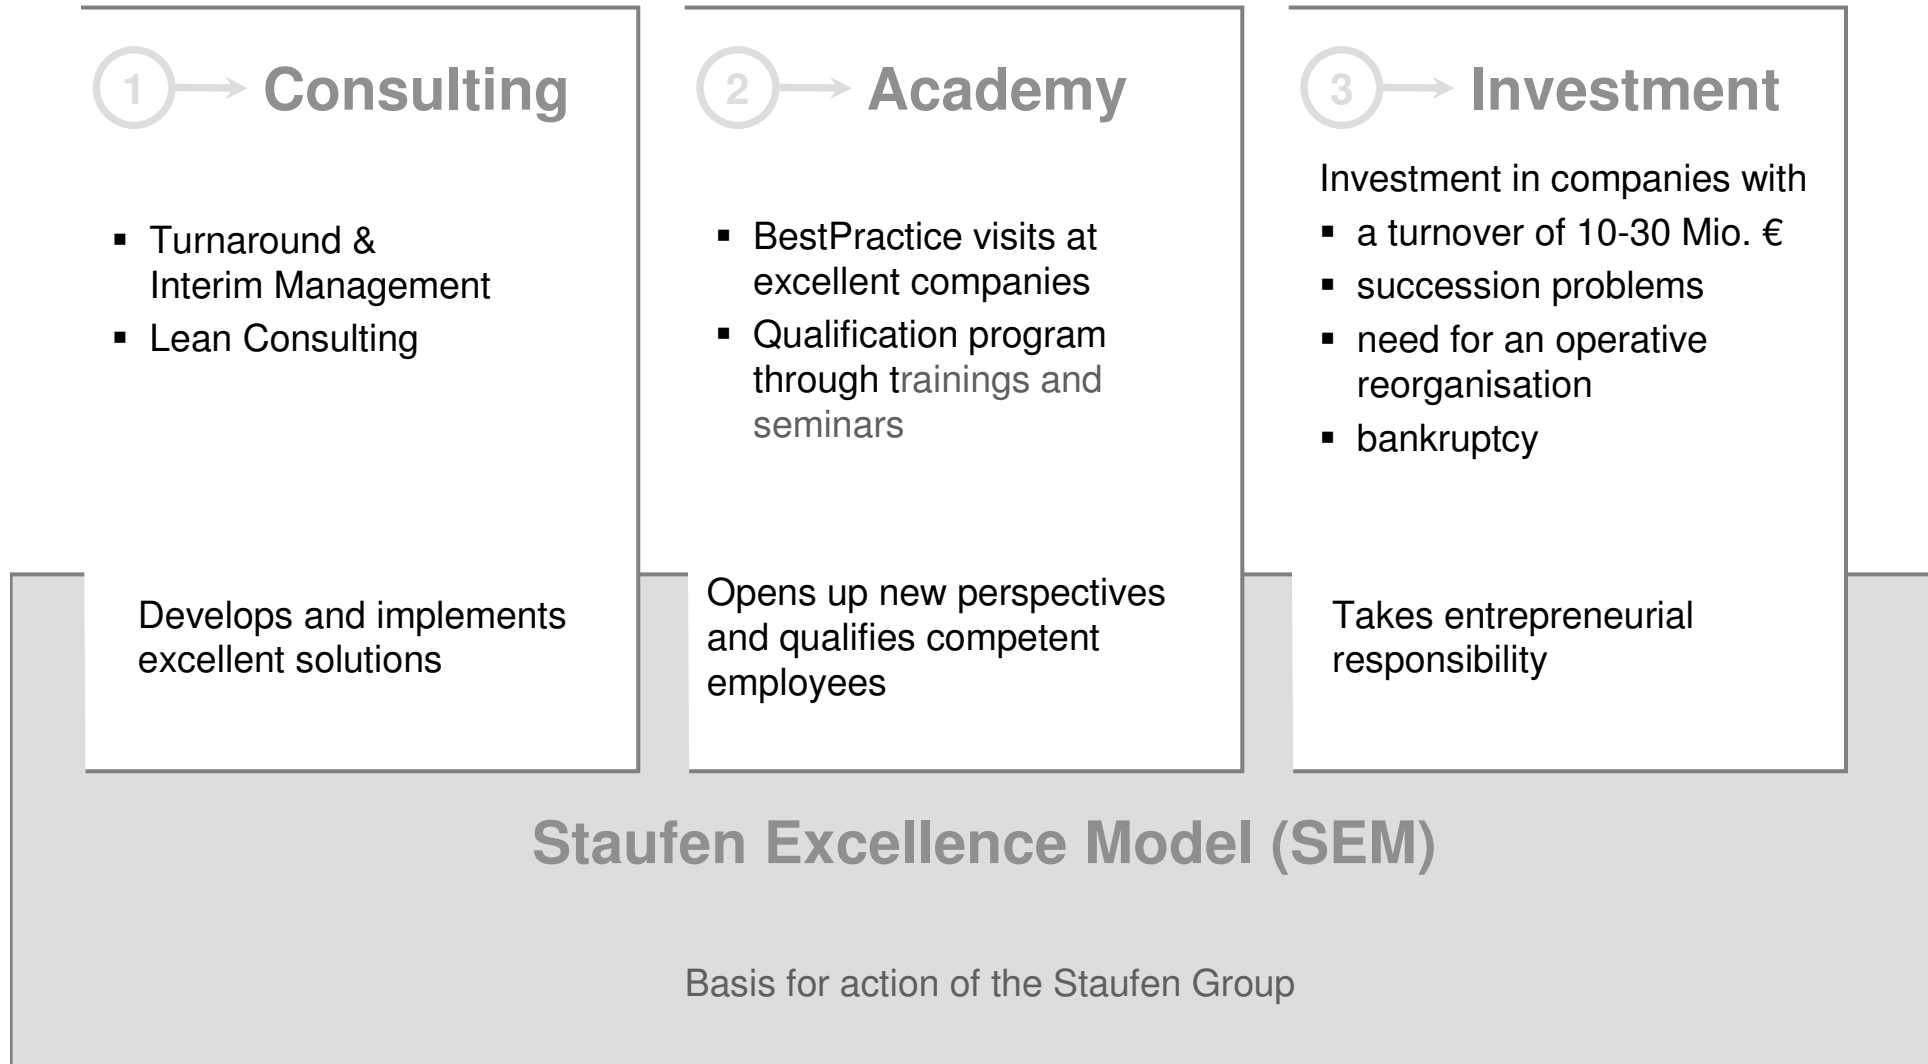 1 Consulting
▪ Turnaround &
Interim Management
▪ Lean Consulting
Develops and implements
excellent solutions
2 Academy
▪ BestPractice visits at
excellent companies
▪ Qualification program
through trainings and
seminars
Opens up new perspectives
and qualifies competent
employees
3 Investment
Investment in companies with
▪ a turnover of 10-30 Mio. €
▪ succession problems
▪ need for an operative
reorganisation
▪ bankruptcy
Takes entrepreneurial
responsibility
Staufen Excellence Model (SEM)
Basis for action of the Staufen Group